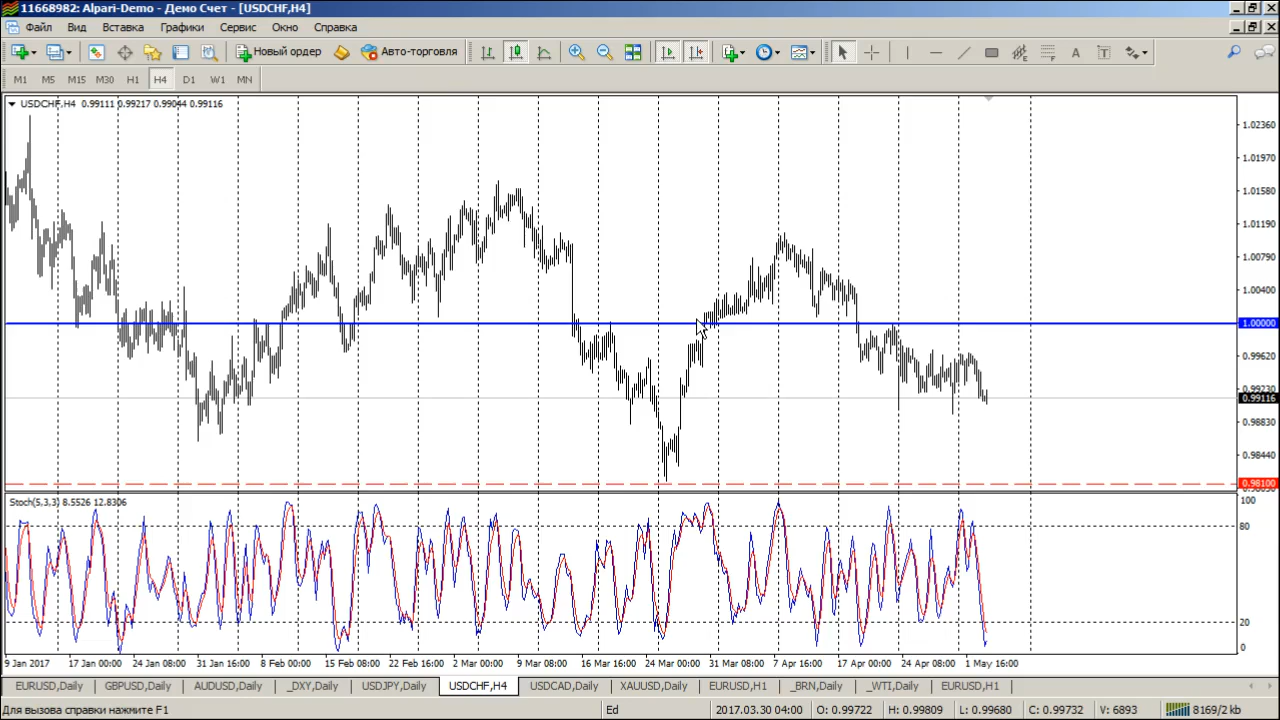 11668982: Alpari-Demo - Демо Счет - [USDCHF,H4]
Файл Вид Вставка Графики Сервис Окно Справка
Новый ордер Авто-торговля
M1 M5 M15 M30 H1 H4 D1 W1 MN
USDCHF,H4 0.99111 0.99217 0.99044 0.99116
1.02360
1.01970
1.01580
1.01190
1.00790
1.00400
1.00000
0.99620
0.99230
0.99116
0.98830
0.98440
0.98100
Stoch(5,3,3) 8.5526 12.8306
100
80
20
0
9 Jan 2017 17 Jan 00:00 24 Jan 08:00 31 Jan 16:00 8 Feb 00:00 15 Feb 08:00 22 Feb 16:00 2 Mar 00:00 9 Mar 08:00 16 Mar 16:00 24 Mar 00:00 31 Mar 08:00 7 Apr 16:00 17 Apr 00:00 24 Apr 08:00 1 May 16:00
EURUSD,Daily GBPUSD,Daily AUDUSD,Daily _DXY,Daily USDJPY,Daily USDCHF,H4 USDCAD,Daily XAUUSD,Daily EURUSD,H1 _BRN,Daily _WTI,Daily EURUSD,H1
Для вызова справки нажмите F1 Ed 2017.03.30 04:00 O: 0.99722 H: 0.99809 L: 0.99680 C: 0.99732 V: 6893 8169/2 kb